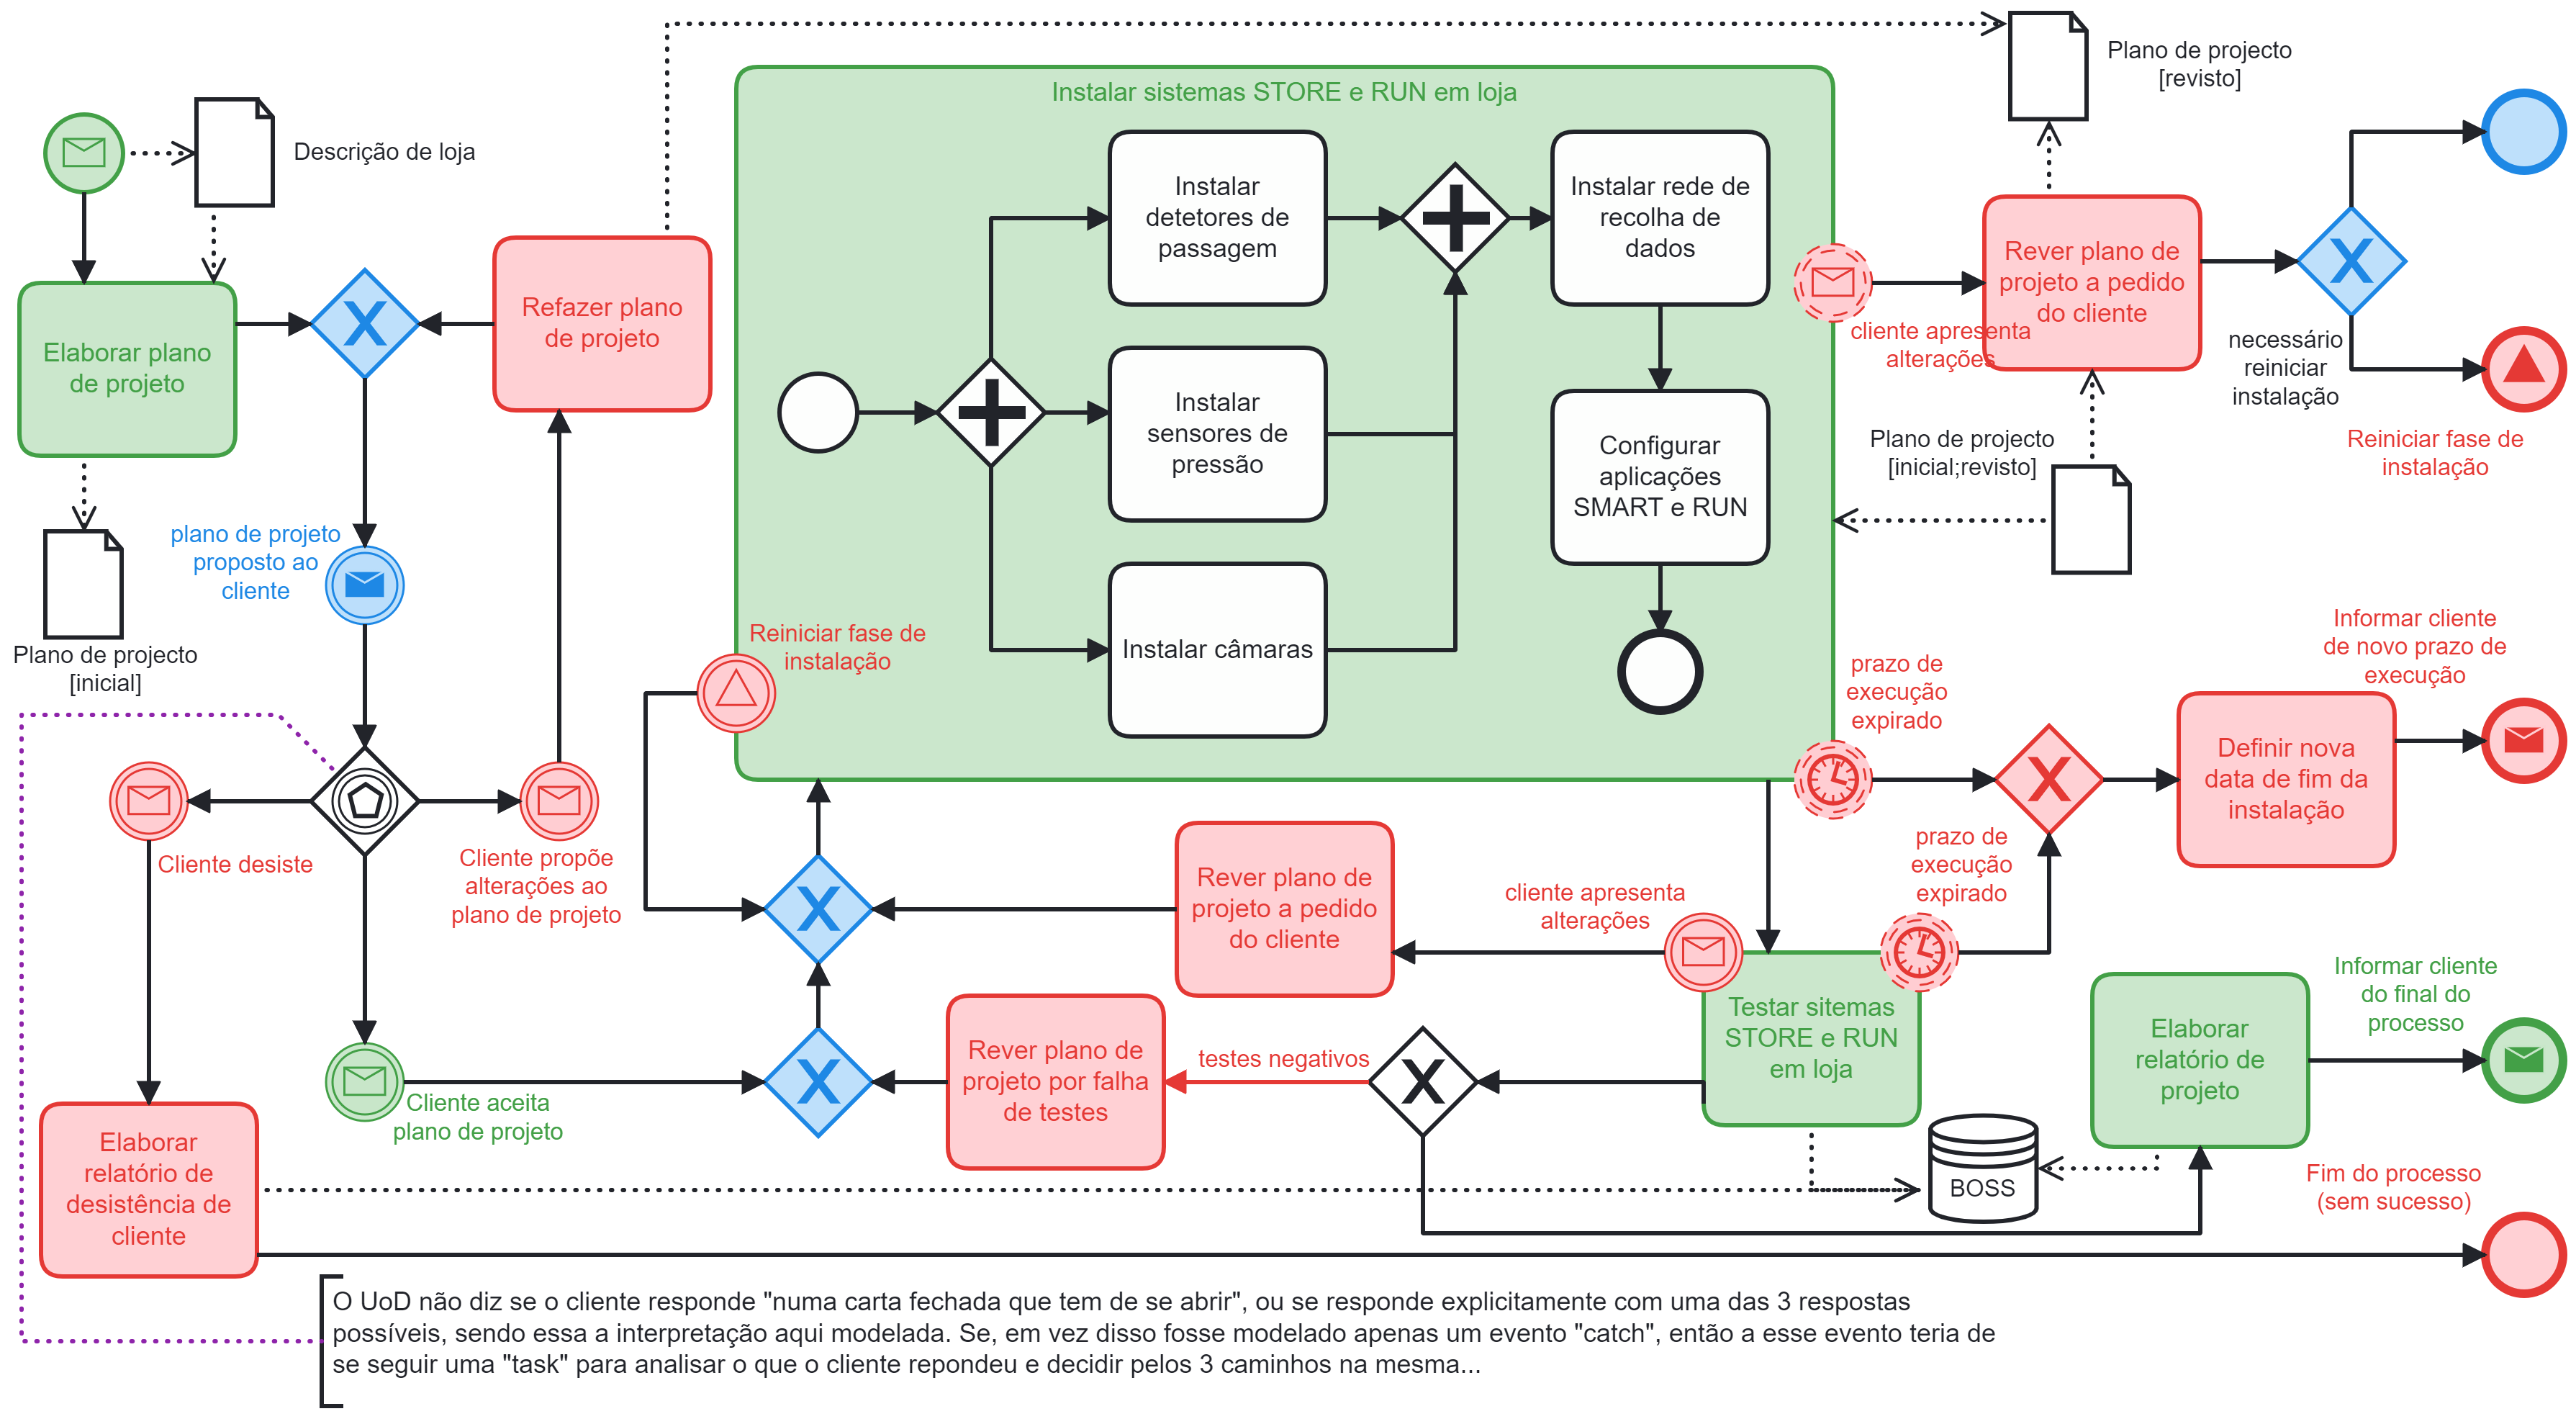 Plano de projecto
[revisto]
Instalar sistemas STORE e RUN em loja
Descrição de loja
Instalar
detetores de
passagem
Instalar rede de
recolha de
dados
Rever plano de
projeto a pedido
do cliente
Refazer plano
de projeto
Elaborar plano
de projeto
cliente apresenta
alterações
necessário
reiniciar
instalação
Instalar
sensores de
pressão
Configurar
aplicações
SMART e RUN
Plano de projecto
[inicial;revisto]
Reiniciar fase de
instalação
plano de projeto
proposto ao
cliente
Plano de projecto
[inicial]
Reiniciar fase de
instalação
Instalar câmaras
prazo de
execução
expirado
Informar cliente
de novo prazo de
execução
Definir nova
data de fim da
instalação
Cliente desiste
Cliente propõe
alterações ao
plano de projeto
Rever plano de
projeto a pedido
do cliente
cliente apresenta
alterações
prazo de
execução
expirado
Informar cliente
do final do
processo
Testar sitemas
STORE e RUN
em loja
Elaborar
relatório de
projeto
Rever plano de
projeto por falha
de testes
testes negativos
Cliente aceita
plano de projeto
Elaborar
relatório de
desistência de
cliente
BOSS
Fim do processo
(sem sucesso)
O UoD não diz se o cliente responde "numa carta fechada que tem de se abrir", ou se responde explicitamente com uma das 3 respostas
possíveis, sendo essa a interpretação aqui modelada. Se, em vez disso fosse modelado apenas um evento "catch", então a esse evento teria de
se seguir uma "task" para analisar o que o cliente repondeu e decidir pelos 3 caminhos na mesma...